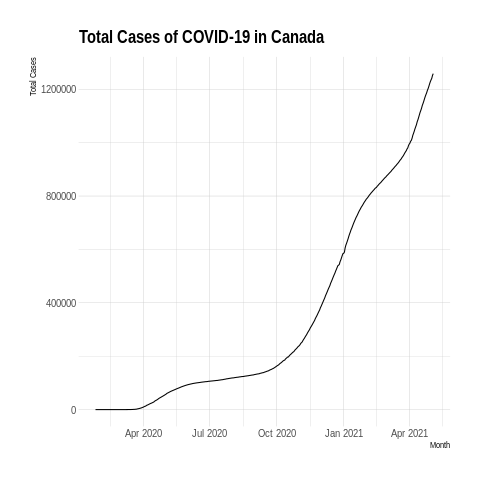 Total Cases of COVID-19 in Canada
Total Cases
1200000
800000
400000
0
Apr 2020 Jul 2020 Oct 2020 Jan 2021 Apr 2021
Month